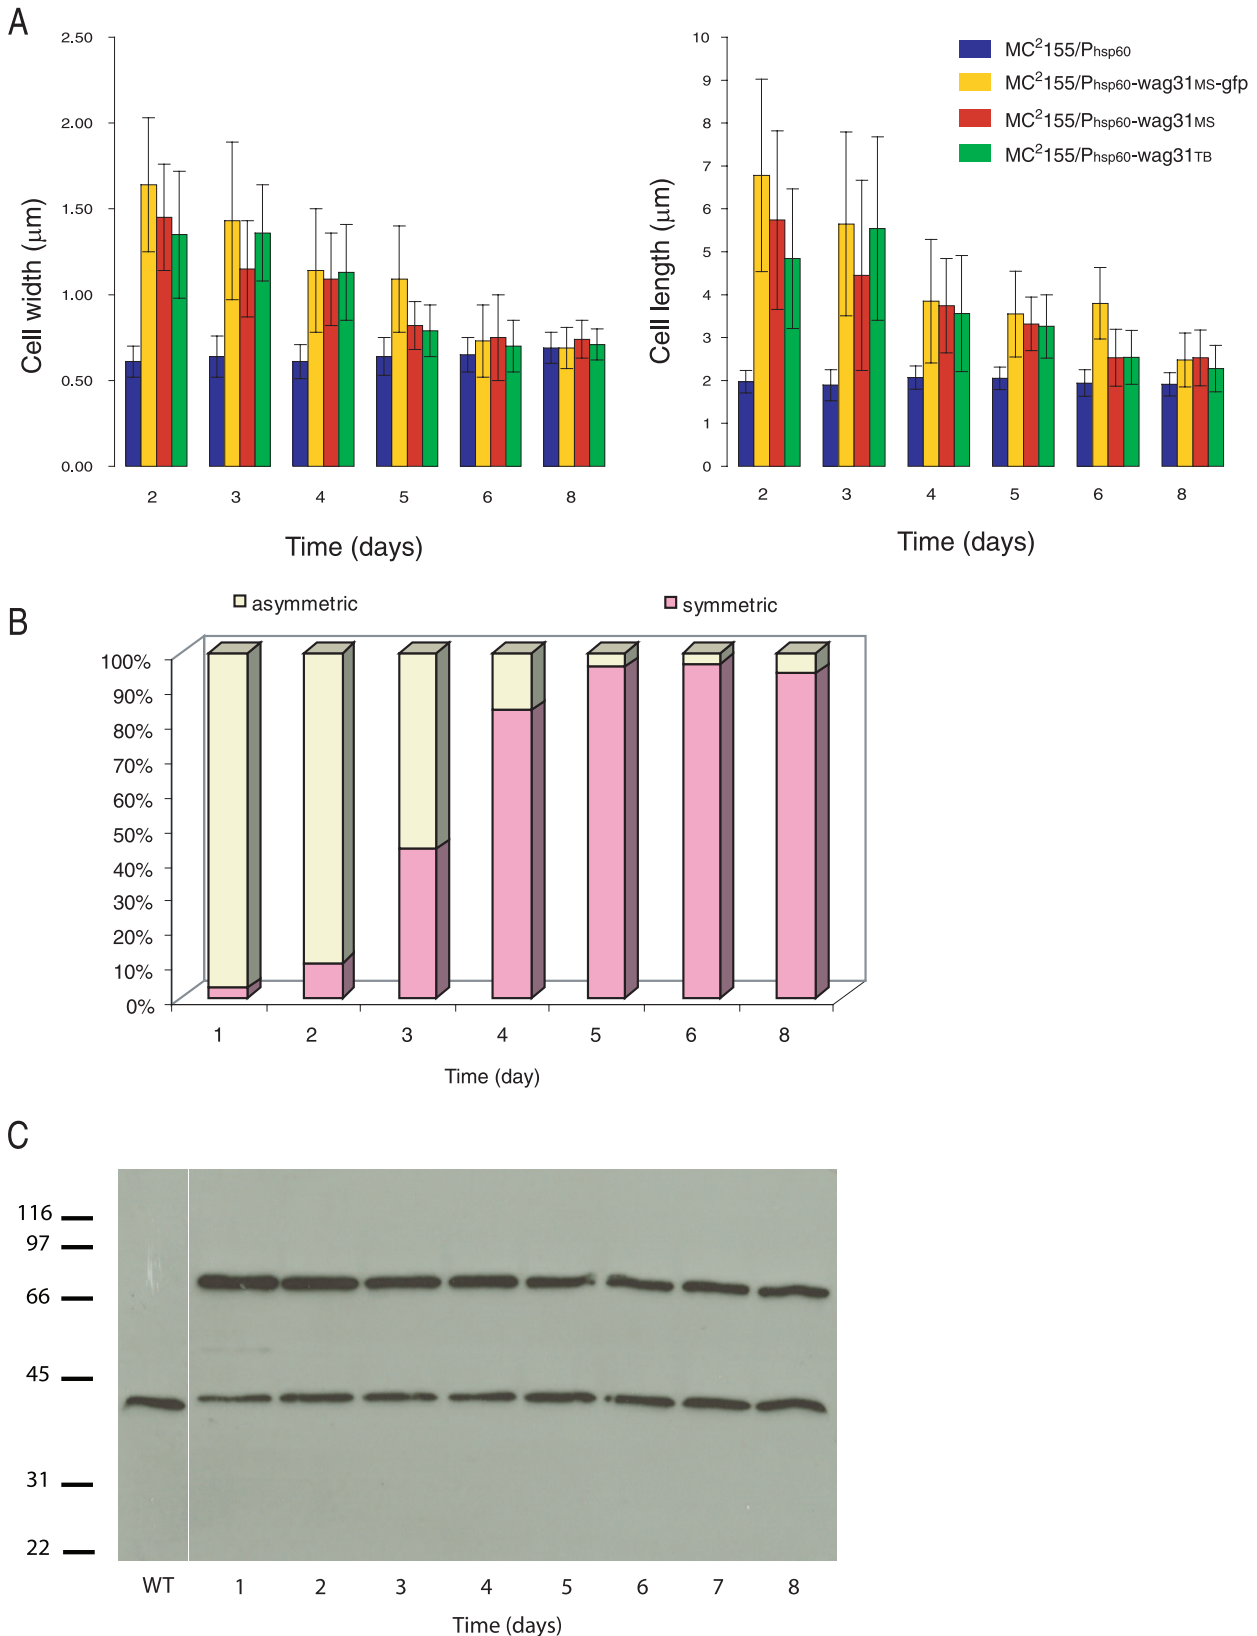 A
2.50
2.00
1.50
1.00
0.50
0.00
Cell width (μm)
2 3 4 5 6 8
Time (days)
10
9
8
7
6
5
4
3
2
1
0
Cell length (μm)
2 3 4 5 6 8
Time (days)
MC²155/Phsp60
MC²155/Phsp60-wag31MS-gfp
MC²155/Phsp60-wag31MS
MC²155/Phsp60-wag31TB
B
asymmetric symmetric
100%
90%
80%
70%
60%
50%
40%
30%
20%
10%
0%
1 2 3 4 5 6 8
Time (day)
C
116
97
66
45
31
22
WT 1 2 3 4 5 6 7 8
Time (days)